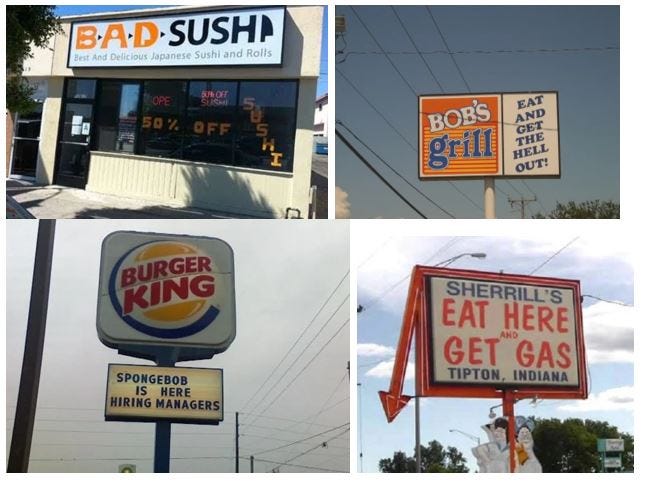 B·A·D·SUSHI
Best And Delicious Japanese Sushi and Rolls
OPE
50% OFF
SUSHI
50% OFF
SUSHI
BOB'S
grill
EAT
AND
GET
THE
HELL
OUT!
BURGER
KING
SPONGEBOB
IS HERE
HIRING MANAGERS
SHERRILL'S
EAT HERE
AND
GET GAS
TIPTON, INDIANA